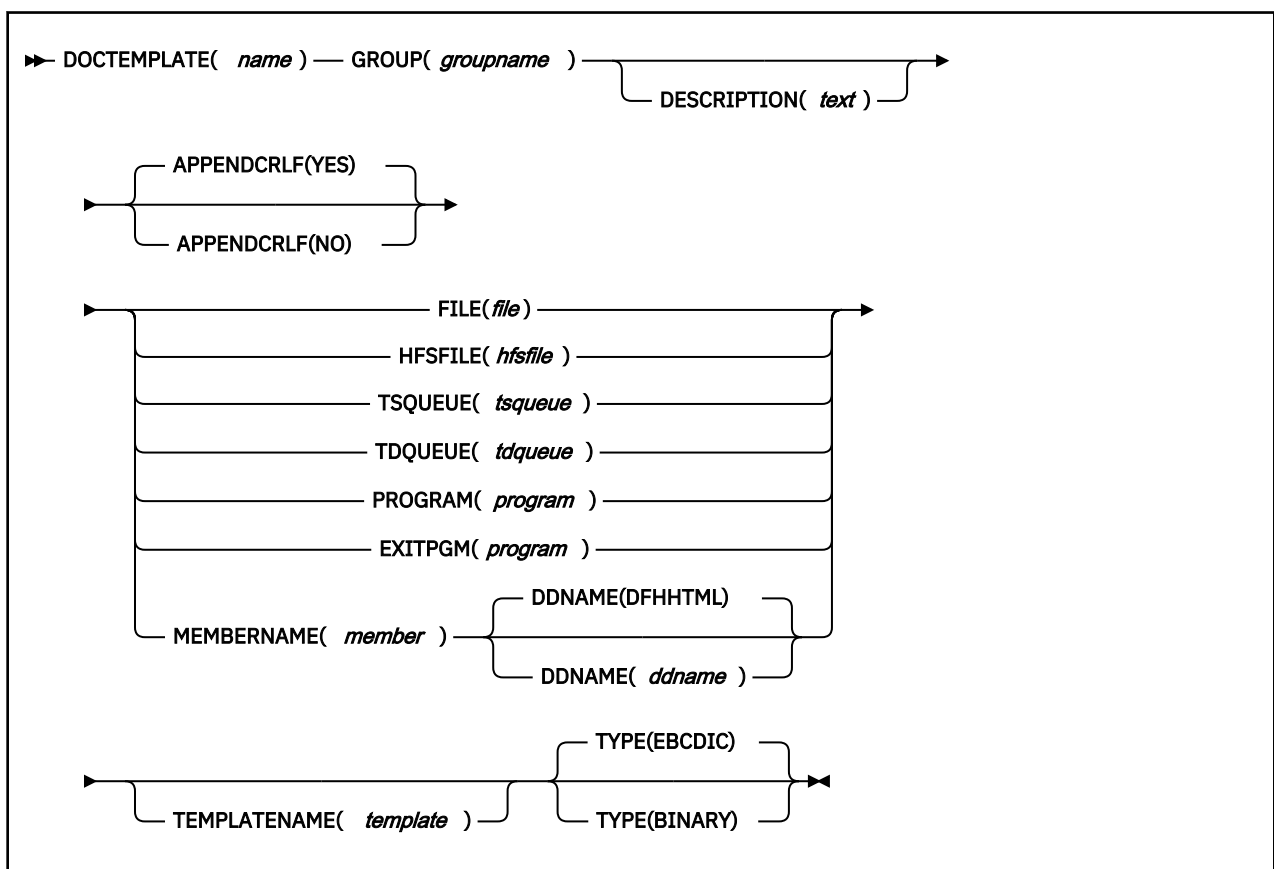 DOCTEMPLATE( name ) GROUP( groupname )
DESCRIPTION( text )
APPENDCRLF(YES)
APPENDCRLF(NO)
FILE(file )
HFSFILE( hfsfile )
TSQUEUE( tsqueue )
TDQUEUE( tdqueue )
PROGRAM( program )
EXITPGM( program )
DDNAME(DFHHTML)
MEMBERNAME( member )
DDNAME( ddname )
TYPE(EBCDIC)
TEMPLATENAME( template ) TYPE(BINARY)